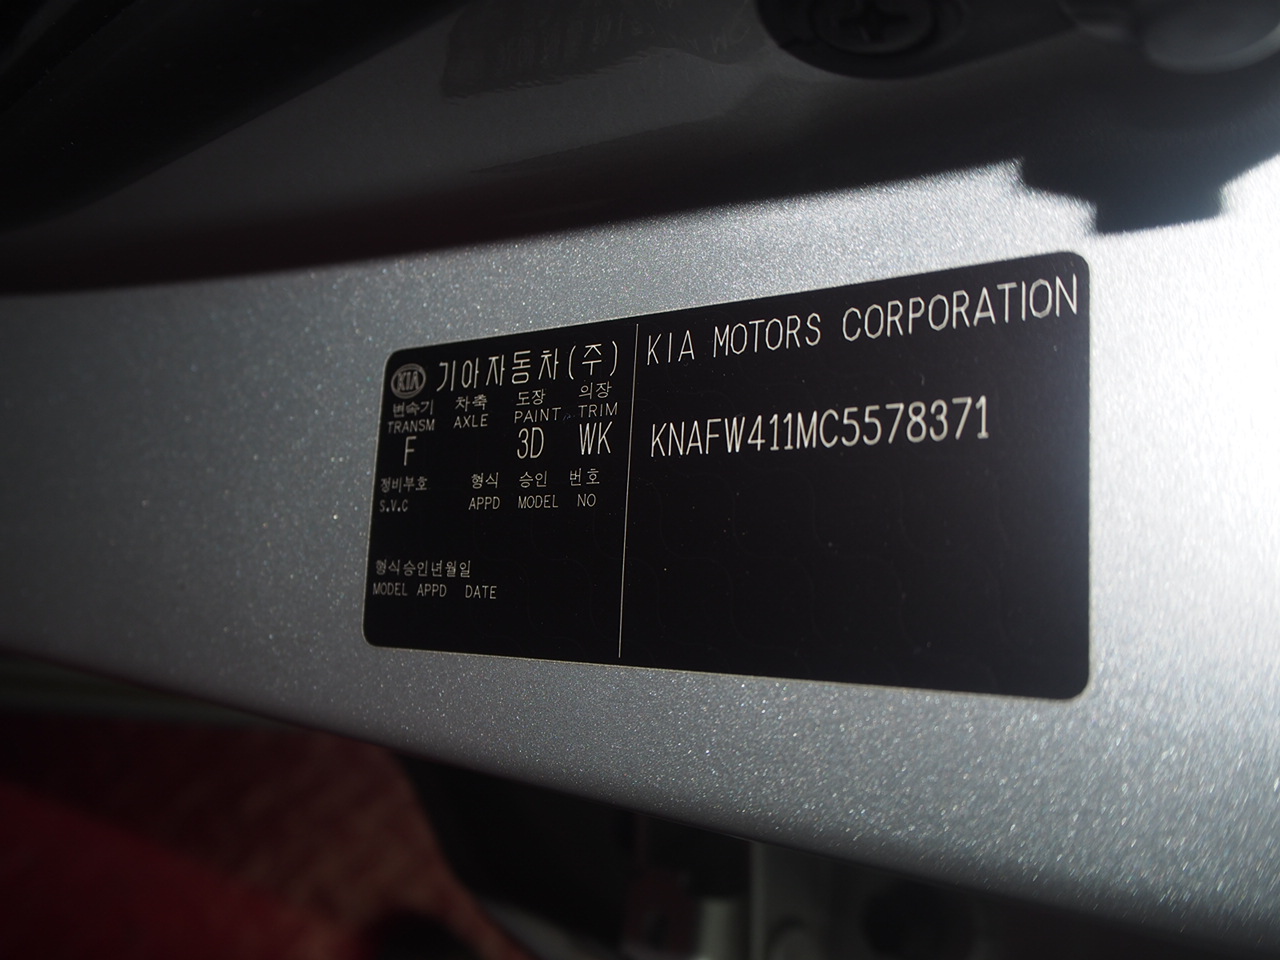 KIA 기아자동차(주)
변속기 차축 도장 의장
TRANSM AXLE PAINT TRIM
F 3D WK
정비부호 형식 승인 번호
S.V.C APPD MODEL NO
형식승인년월일
MODEL APPD DATE
KIA MOTORS CORPORATION
KNAFW411MC5578371